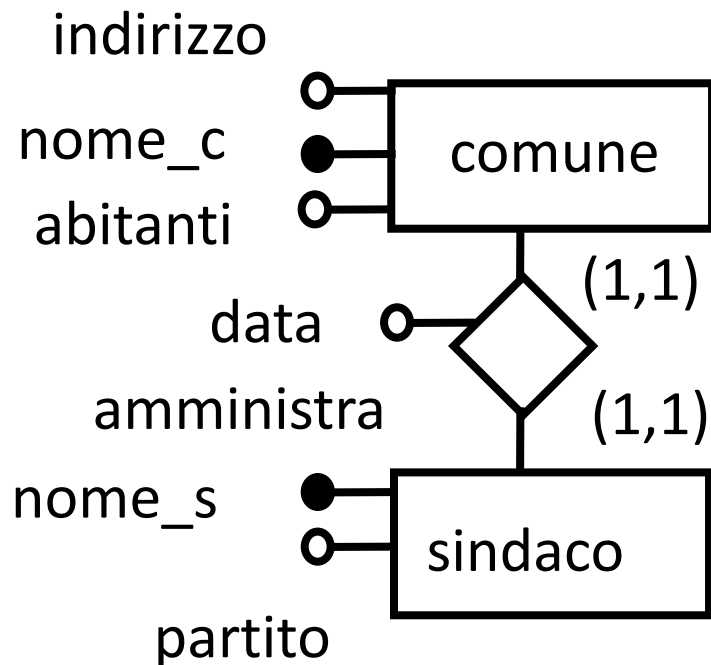 indirizzo
nome_c
comune
abitanti
(1,1)
data
amministra
(1,1)
nome_s
sindaco
partito